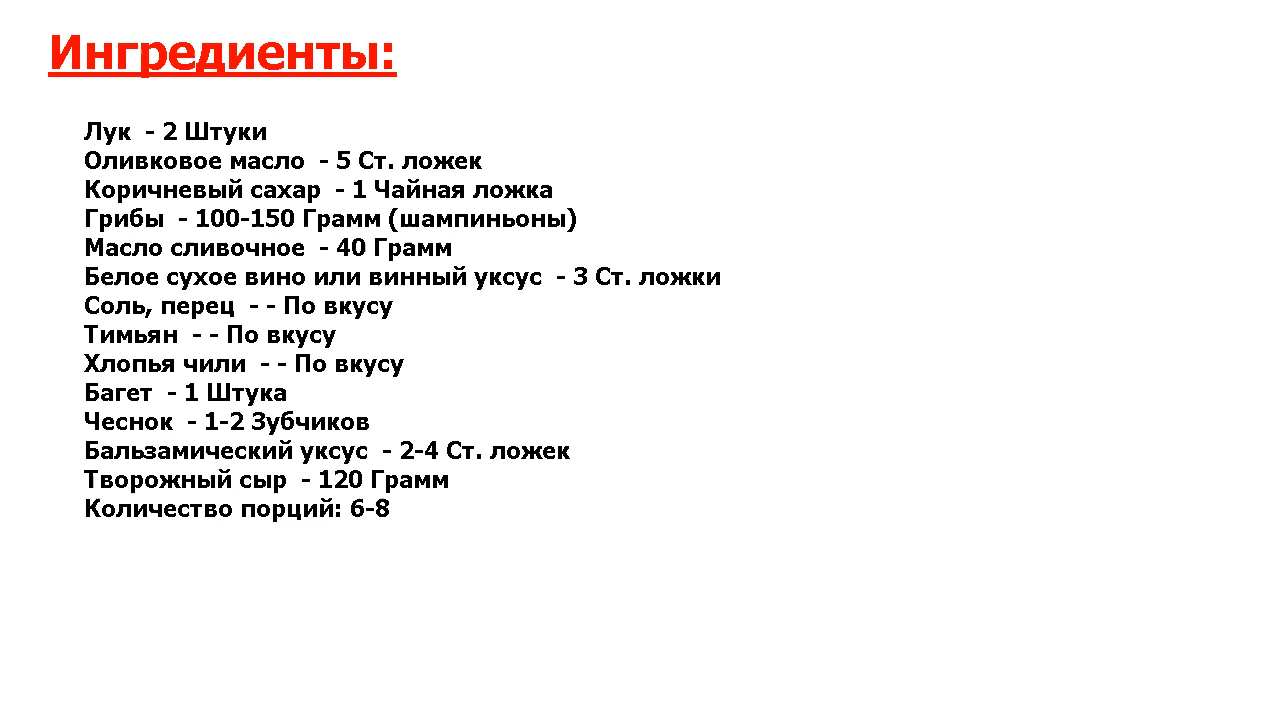 Ингредиенты:
Лук  - 2 Штуки
Оливковое масло  - 5 Ст. ложек
Коричневый сахар  - 1 Чайная ложка
Грибы  - 100-150 Грамм (шампиньоны)
Масло сливочное  - 40 Грамм
Белое сухое вино или винный уксус  - 3 Ст. ложки
Соль, перец  - - По вкусу
Тимьян  - - По вкусу
Хлопья чили  - - По вкусу
Багет  - 1 Штука
Чеснок  - 1-2 Зубчиков
Бальзамический уксус  - 2-4 Ст. ложек
Творожный сыр  - 120 Грамм
Количество порций: 6-8